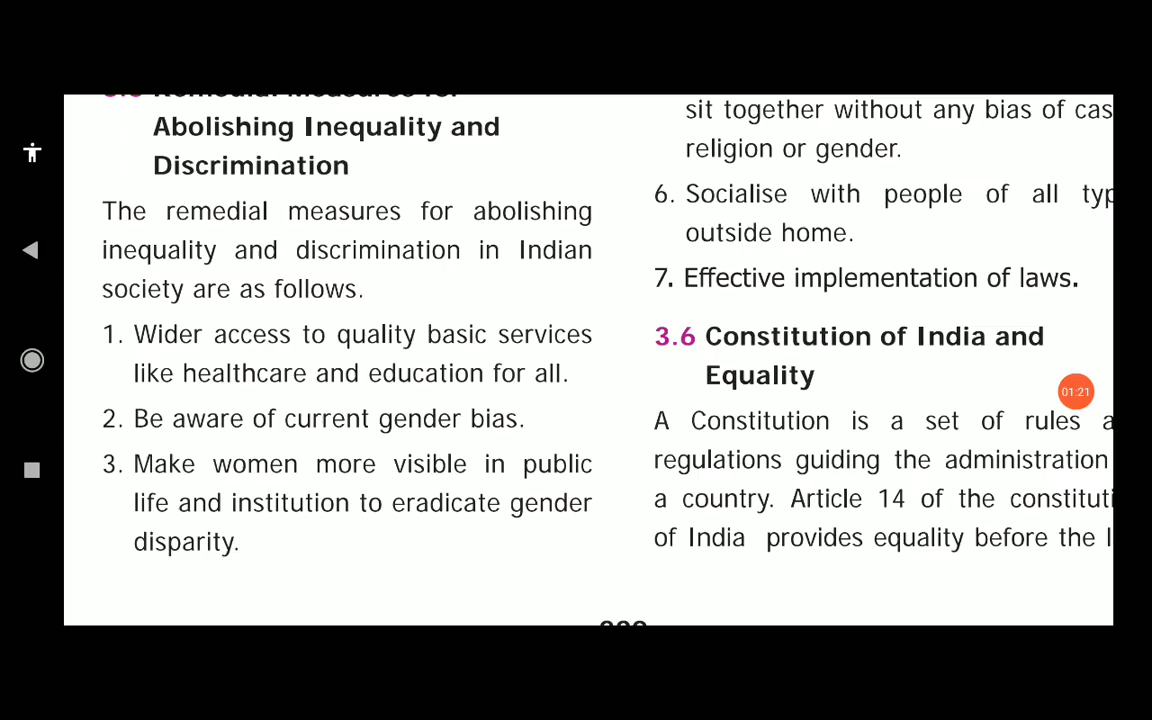 Abolishing Inequality and
Discrimination
The remedial measures for abolishing
inequality and discrimination in Indian
society are as follows.
1. Wider access to quality basic services
like healthcare and education for all.
2. Be aware of current gender bias.
3. Make women more visible in public
life and institution to eradicate gender
disparity.
sit together without any bias of cas
religion or gender.
6. Socialise with people of all typ
outside home.
7. Effective implementation of laws.
3.6 Constitution of India and
Equality
A Constitution is a set of rules a
regulations guiding the administration
a country. Article 14 of the constituti
of India provides equality before the l
01:21